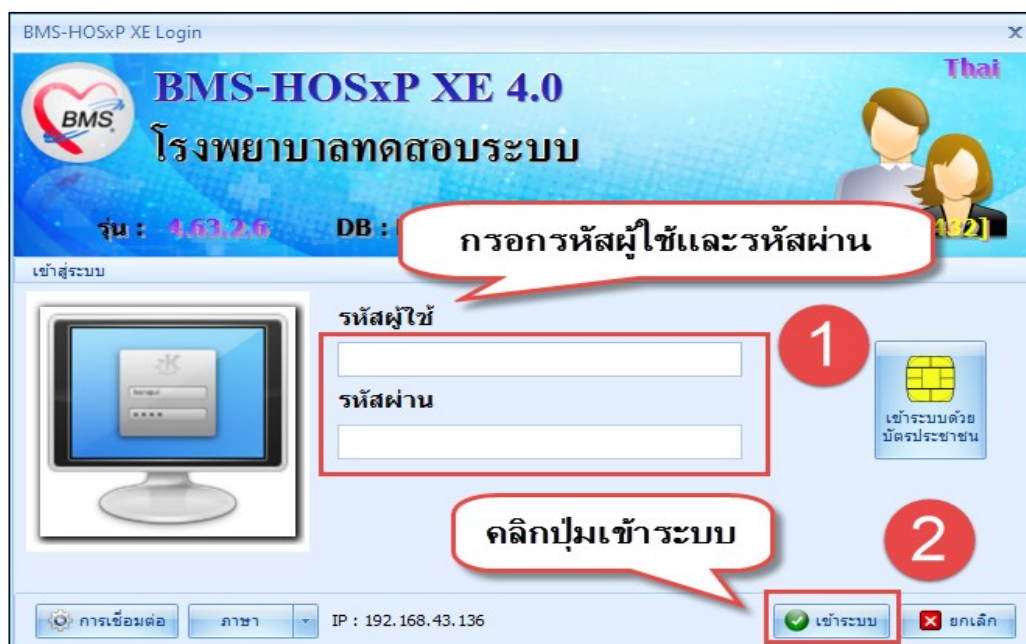 BMS-HOSxP XE Login
BMS-HOSxP XE 4.0
Thai
BMS
โรงพยาบาลทดสอบระบบ
รุ่น : 4.63.2.6 DB :
กรอกรหัสผู้ใช้และรหัสผ่าน
432]
เข้าสู่ระบบ
รหัสผู้ใช้
1
รหัสผ่าน
เข้าระบบด้วย
บัตรประชาชน
คลิกปุ่มเข้าระบบ
2
การเชื่อมต่อ ภาษา IP : 192.168.43.136 เข้าระบบ ยกเลิก